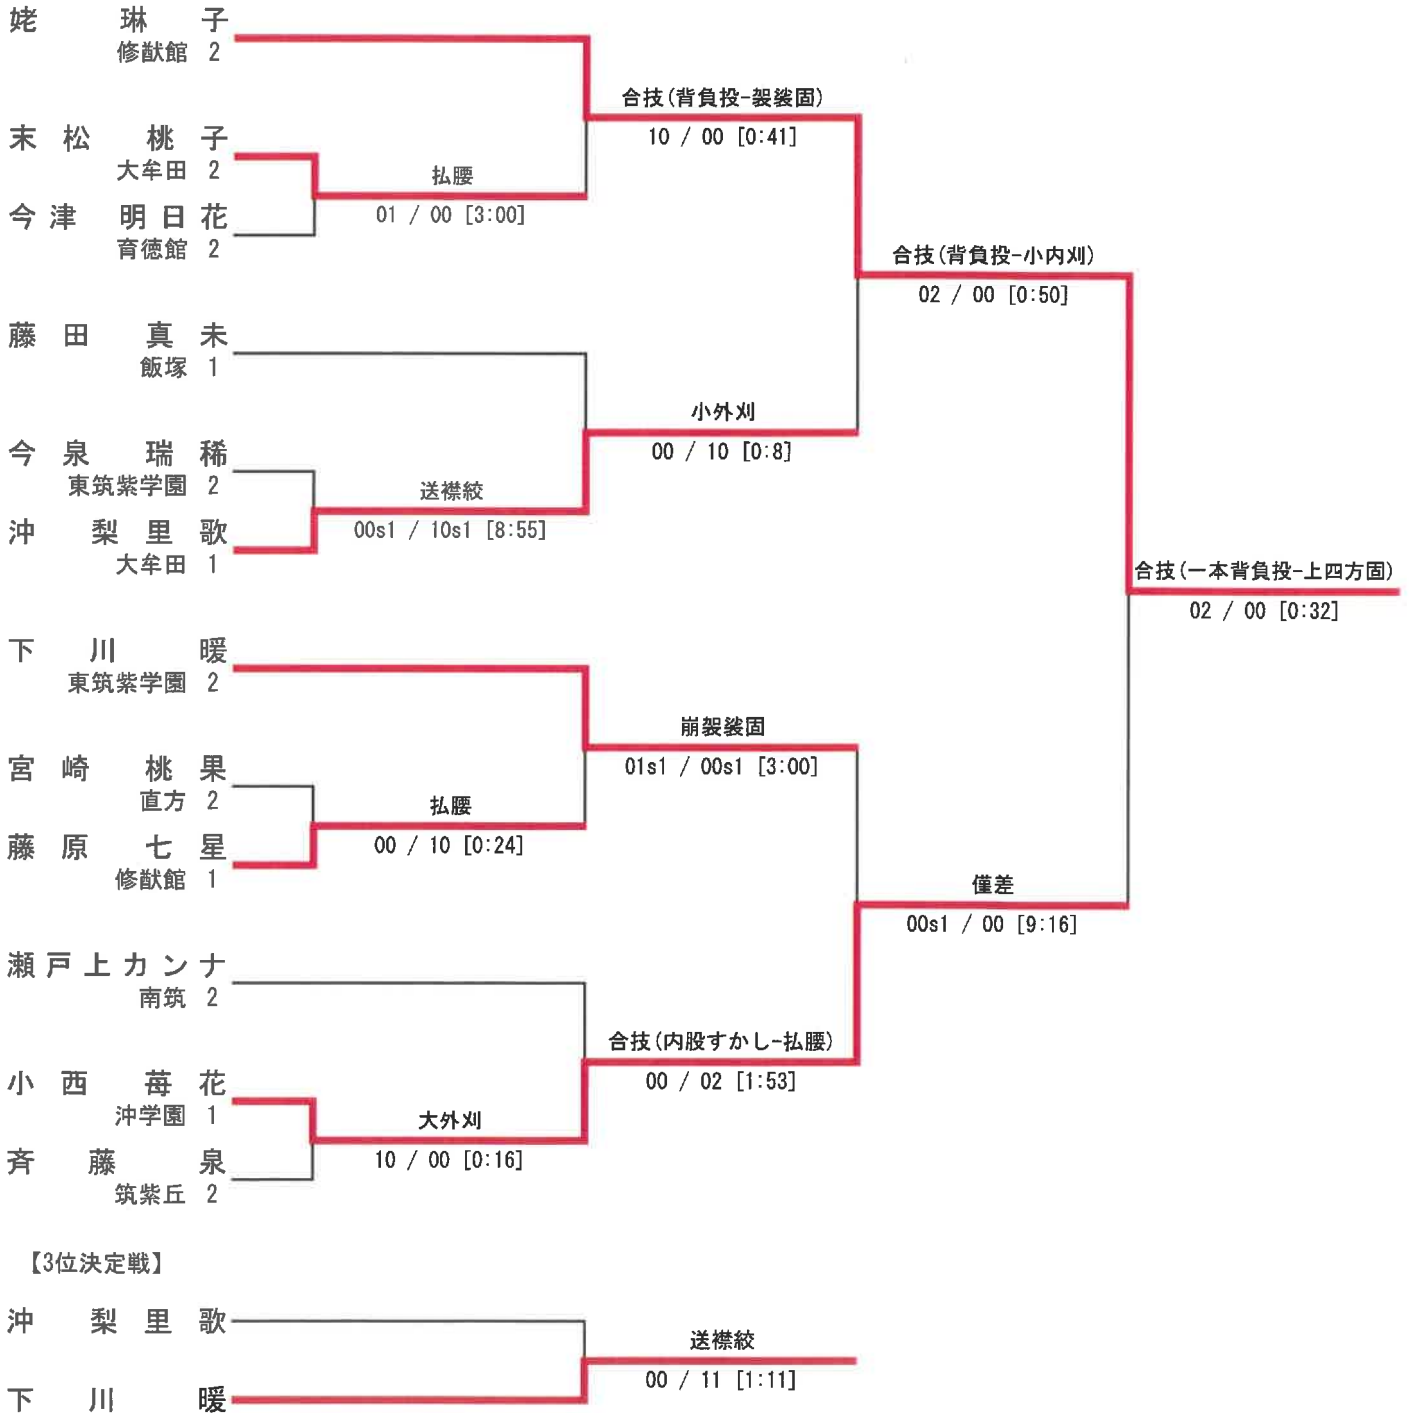 姥 琳 子
修猷館 2
合技(背負投-袈裟固)
10 / 00 [0:41]
末 松 桃 子
大牟田 2
払腰
01 / 00 [3:00]
今 津 明 日 花
育徳館 2
合技(背負投-小内刈)
02 / 00 [0:50]
藤 田 真 未
飯塚 1
小外刈
00 / 10 [0:8]
今 泉 瑞 稀
東筑紫学園 2
送襟絞
00s1 / 10s1 [8:55]
沖 梨 里 歌
大牟田 1
合技(一本背負投-上四方固)
02 / 00 [0:32]
下 川 暖
東筑紫学園 2
崩袈裟固
01s1 / 00s1 [3:00]
宮 崎 桃 果
直方 2
払腰
00 / 10 [0:24]
藤 原 七 星
修猷館 1
僅差
00s1 / 00 [9:16]
瀬 戸 上 カ ン ナ
南筑 2
合技(内股すかし-払腰)
00 / 02 [1:53]
小 西 苺 花
沖学園 1
大外刈
10 / 00 [0:16]
斉 藤 泉
筑紫丘 2
【3位決定戦】
沖 梨 里 歌
送襟絞
00 / 11 [1:11]
下 川 暖